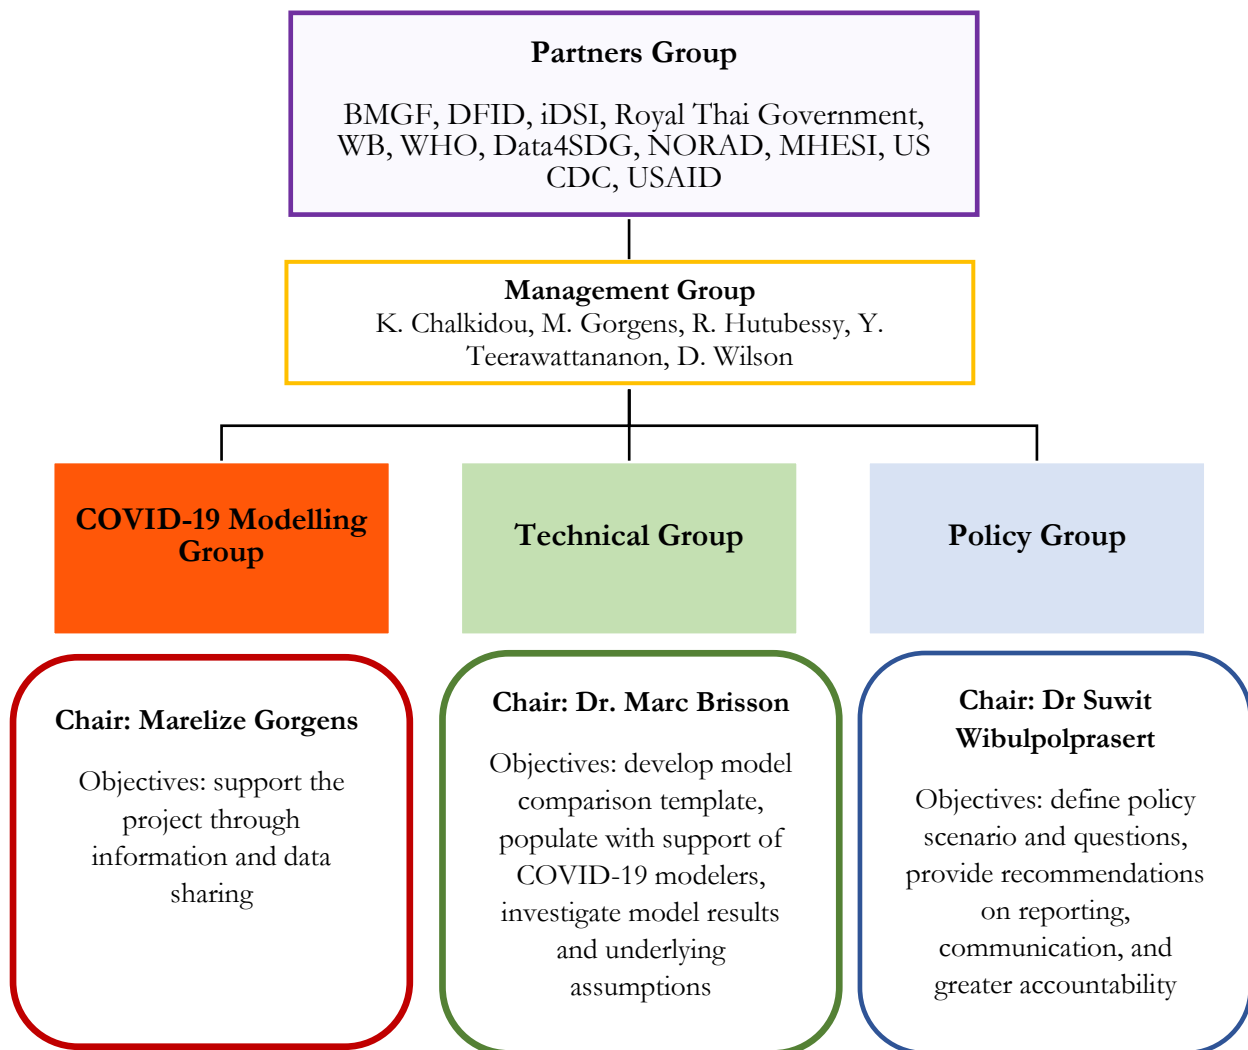 Partners Group
BMGF, DFID, iDSI, Royal Thai Government,
WB, WHO, Data4SDG, NORAD, MHESI, US
CDC, USAID
Management Group
K. Chalkidou, M. Gorgens, R. Hutubessy, Y.
Teerawattananon, D. Wilson
COVID-19 Modelling
Group
Technical Group
Policy Group
Chair: Marelize Gorgens
Objectives: support the
project through
information and data
sharing
Chair: Dr. Marc Brisson
Objectives: develop model
comparison template,
populate with support of
COVID-19 modelers,
investigate model results
and underlying
assumptions
Chair: Dr Suwit
Wibulpolprasert
Objectives: define policy
scenario and questions,
provide recommendations
on reporting,
communication, and
greater accountability